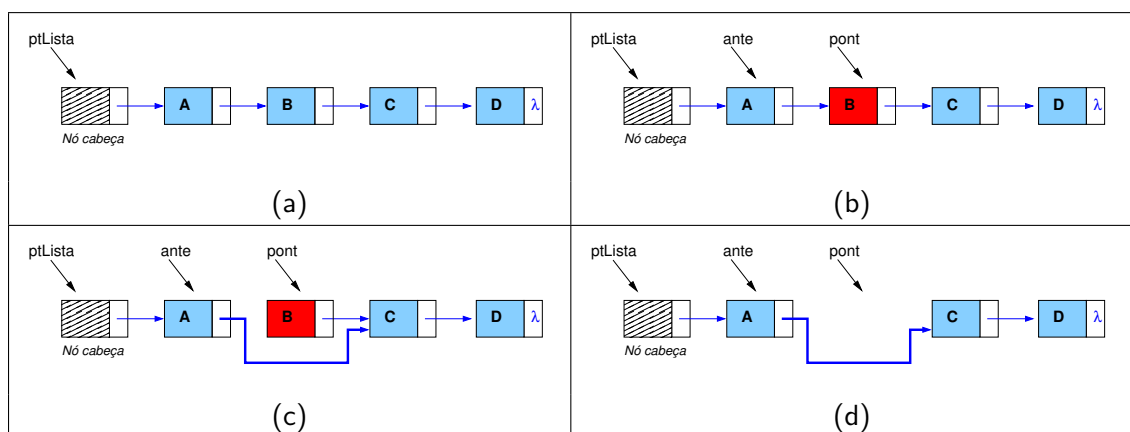 ptLista
A B C D λ
Nó cabeça
(a)
ptLista ante pont
A B C D λ
Nó cabeça
(b)
ptLista ante pont
A B C D λ
Nó cabeça
(c)
ptLista ante pont
A C D λ
Nó cabeça
(d)